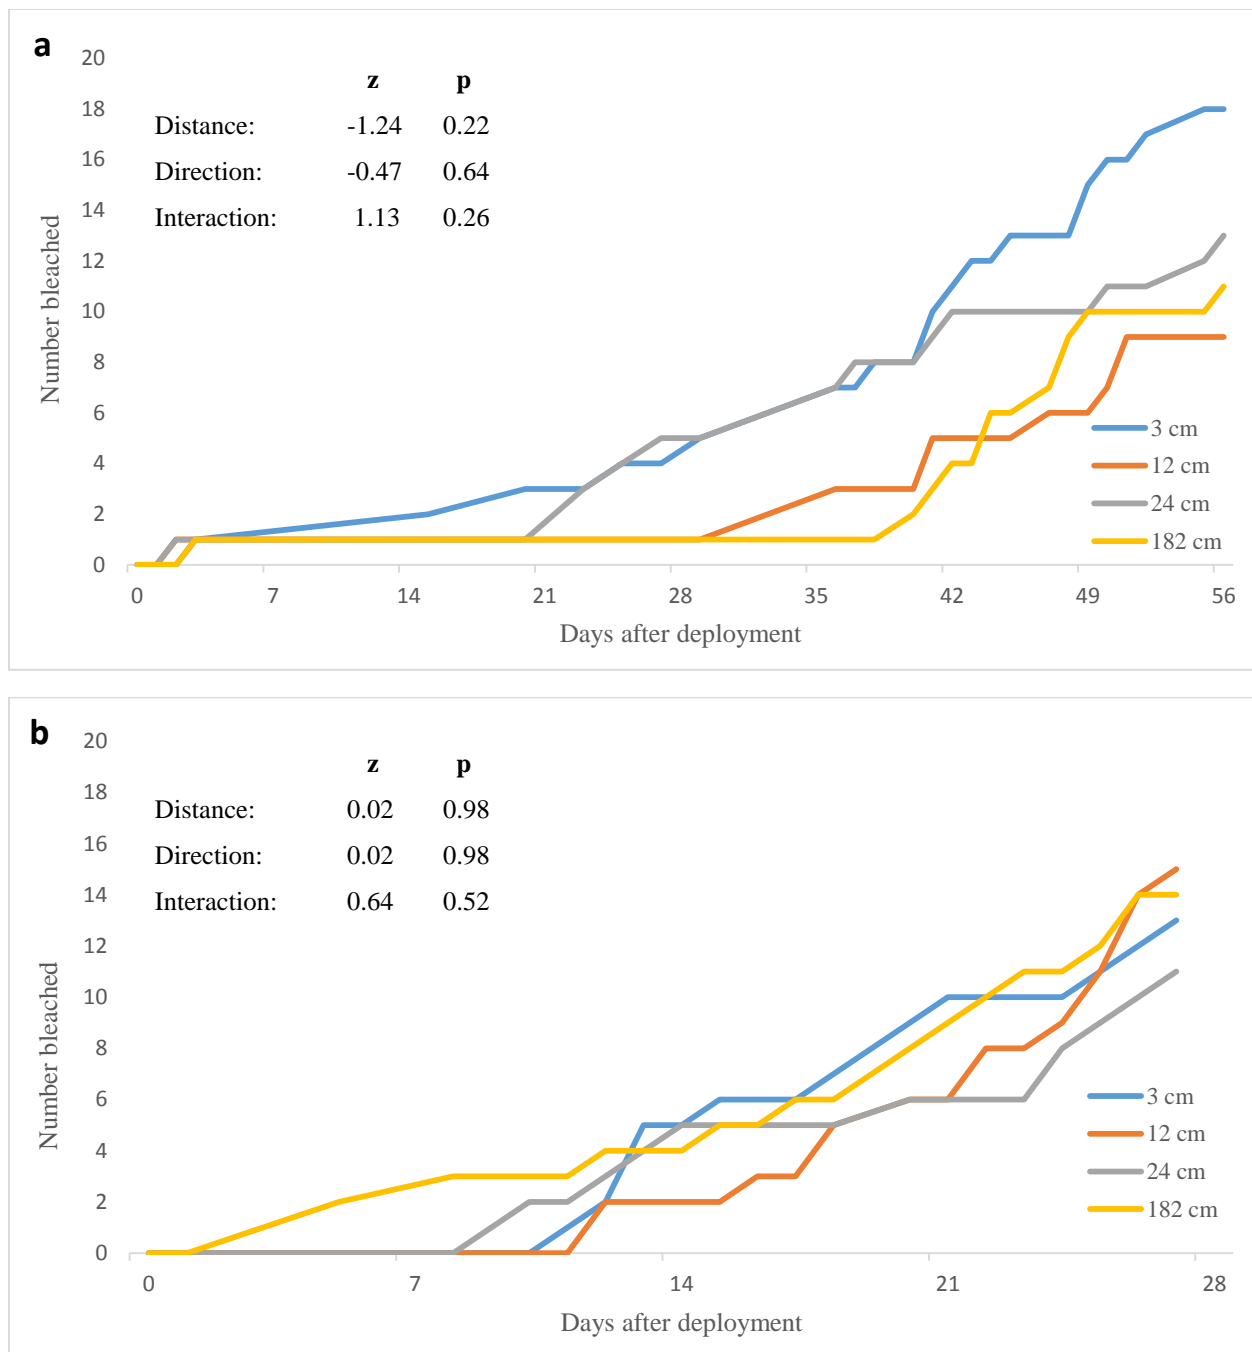 a
20
18
16
14
12
10
8
6
4
2
0
Number bleached
z p
Distance: -1.24 0.22
Direction: -0.47 0.64
Interaction: 1.13 0.26
3 cm
12 cm
24 cm
182 cm
0 7 14 21 28 35 42 49 56
Days after deployment
b
20
18
16
14
12
10
8
6
4
2
0
Number bleached
z p
Distance: 0.02 0.98
Direction: 0.02 0.98
Interaction: 0.64 0.52
3 cm
12 cm
24 cm
182 cm
0 7 14 21 28
Days after deployment